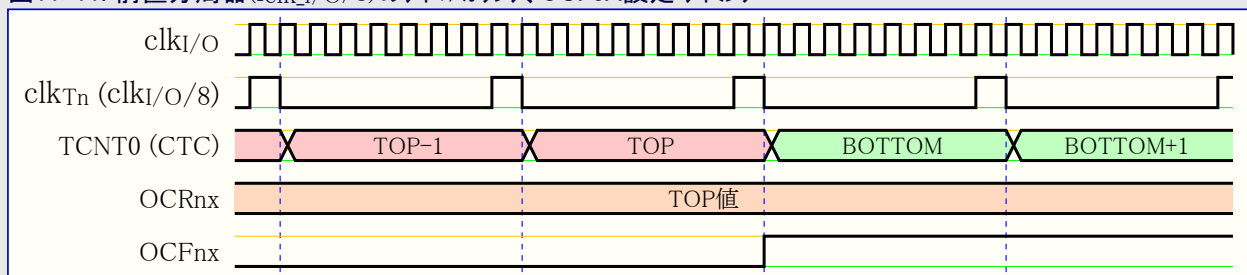 clkI/O
clkTn (clkI/O/8)
TCNT0 (CTC) TOP-1 TOP BOTTOM BOTTOM+1
OCRnx TOP値
OCFnx